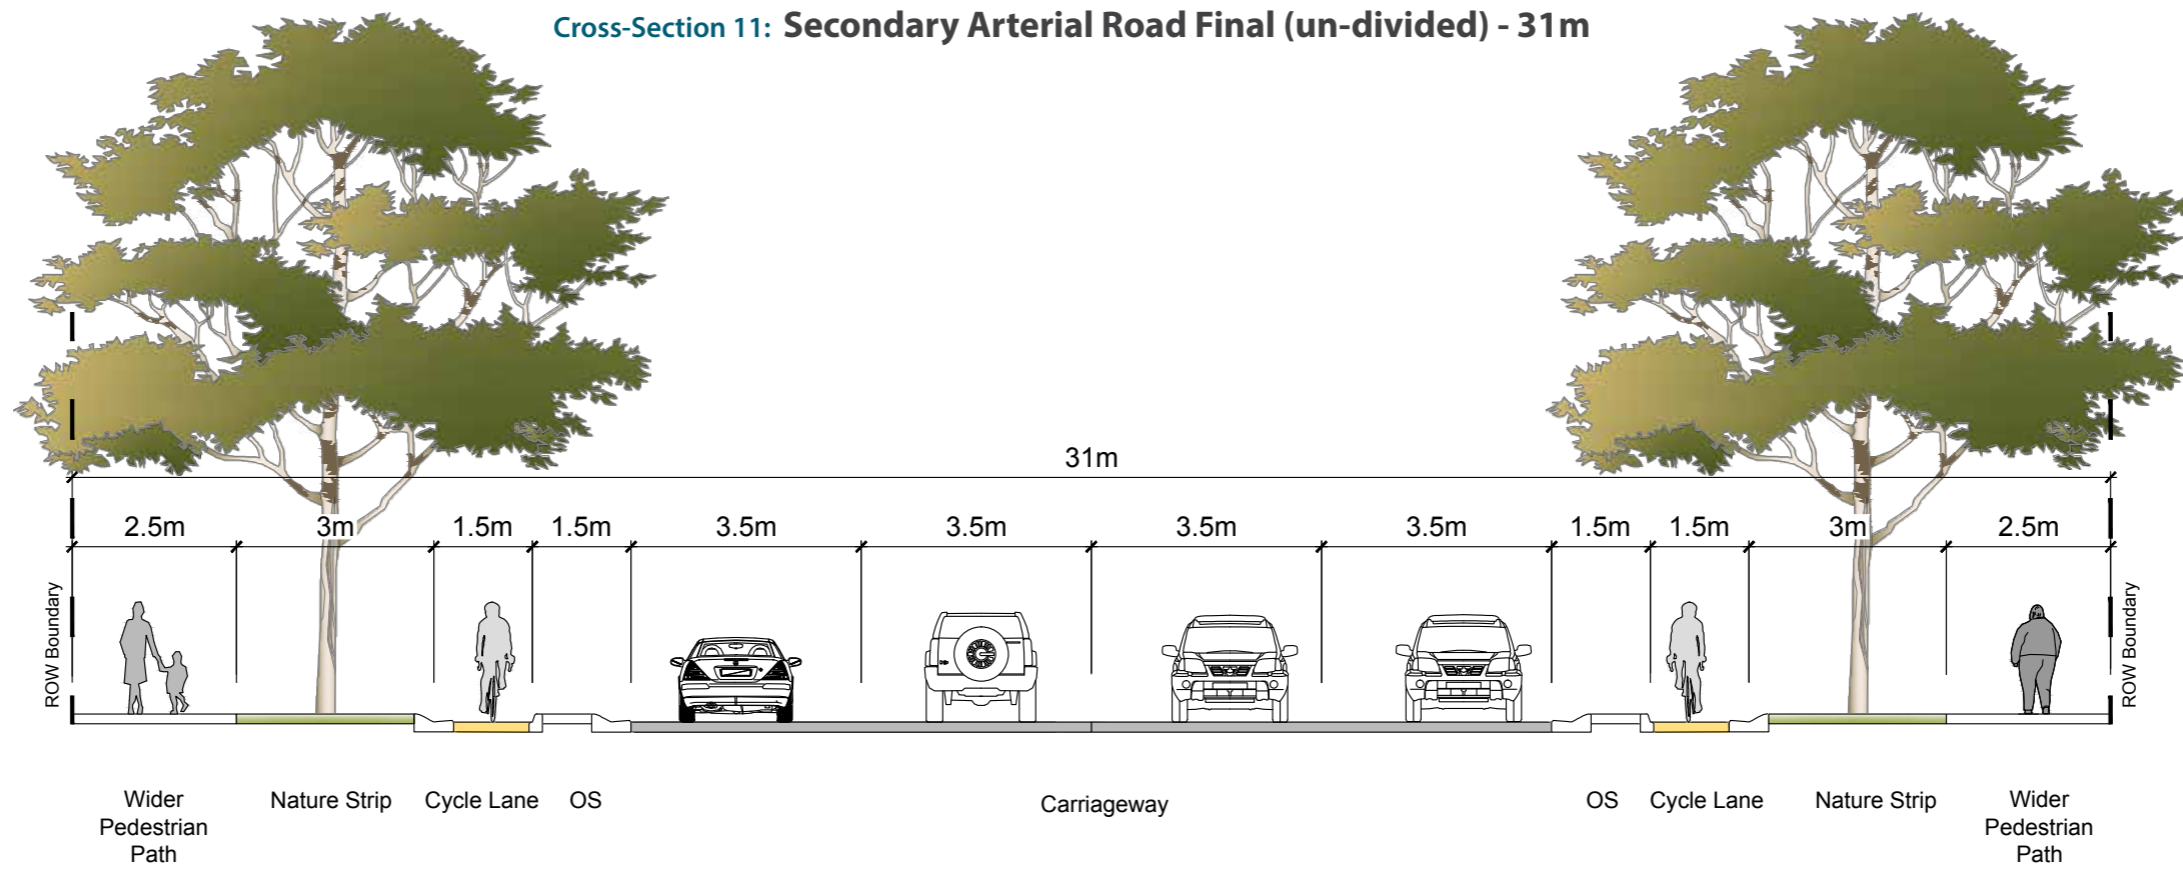 Cross-Section 11: Secondary Arterial Road Final (un-divided) - 31m
31m
2.5m 3m 1.5m 1.5m 3.5m 3.5m 3.5m 3.5m 1.5m 1.5m 3m 2.5m
ROW Boundary
ROW Boundary
Wider
Pedestrian
Path
Nature Strip
Cycle Lane
OS
Carriageway
OS
Cycle Lane
Nature Strip
Wider
Pedestrian
Path